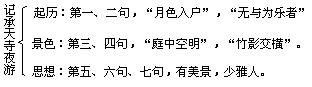 记承天寺夜游
起历：第一、二句，“月色入户”，“无与为乐者”
景色：第三、四句，“庭中空明”，“竹影交横”。
思想：第五、六句、七句，有美景，少雅人。